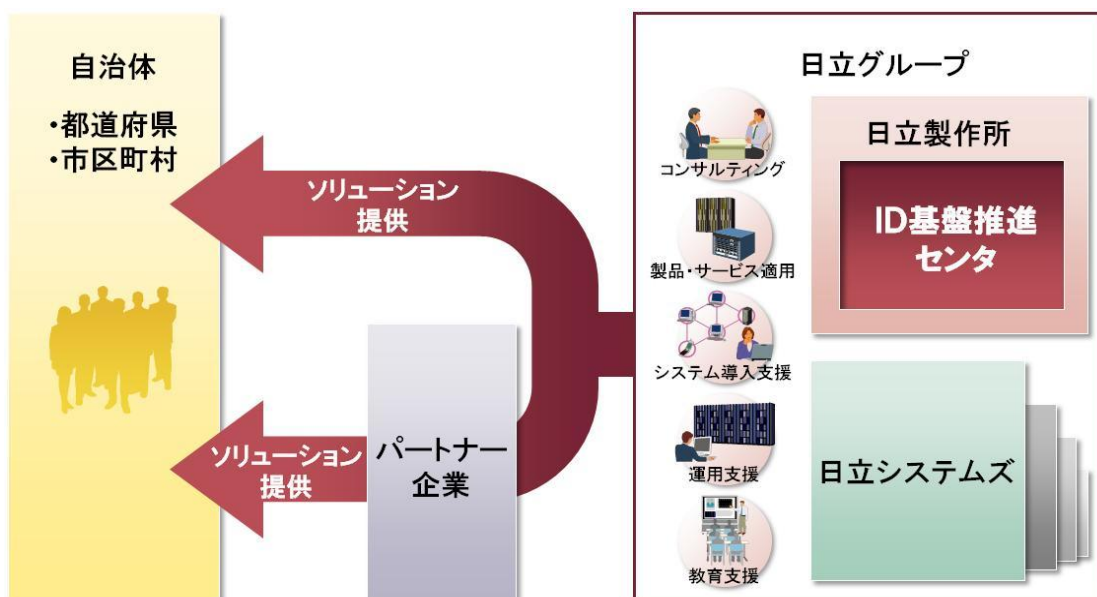 自治体
・都道府県
・市区町村
ソリューション
提供
ソリューション
提供
パートナー
企業
日立グループ
コンサルティング
製品・サービス適用
システム導入支援
運用支援
教育支援
日立製作所
ID基盤推進
センタ
日立システムズ